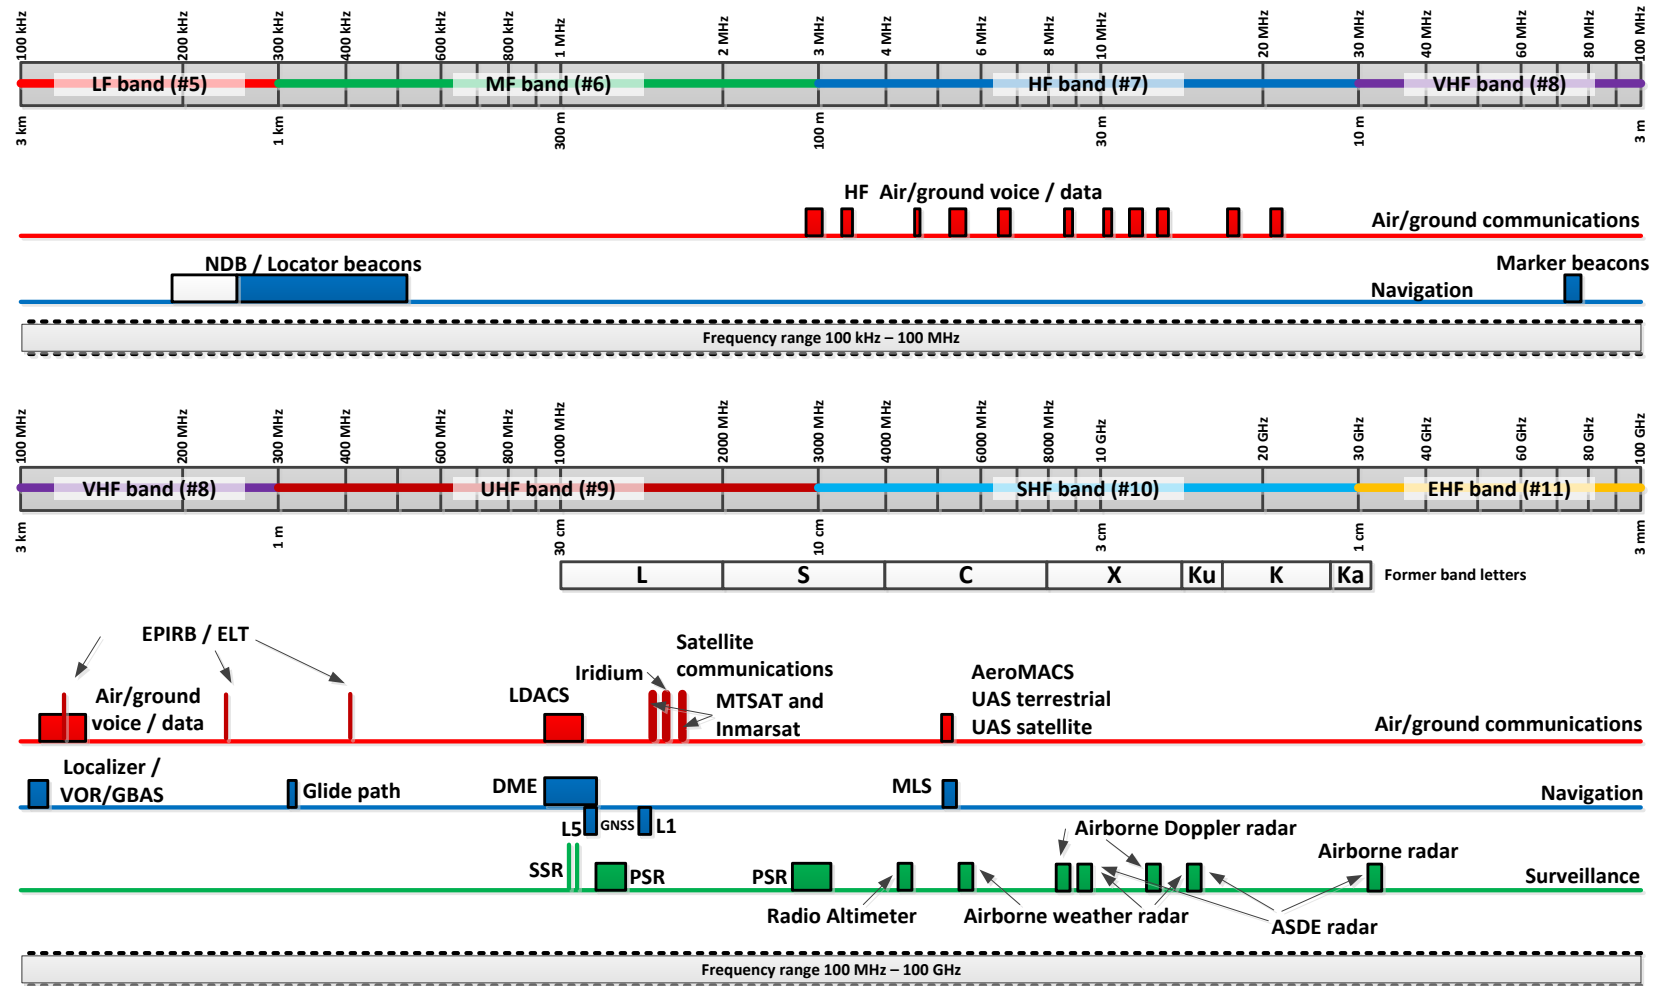 100 kHz
200 kHz
300 kHz
400 kHz
600 kHz
800 kHz
1 MHz
2 MHz
3 MHz
4 MHz
6 MHz
8 MHz
10 MHz
20 MHz
30 MHz
40 MHz
60 MHz
80 MHz
100 MHz
LF band (#5)
MF band (#6)
HF band (#7)
VHF band (#8)
3 km
1 km
300 m
100 m
30 m
10 m
3 m
HF Air/ground voice / data
Air/ground communications
NDB / Locator beacons
Marker beacons
Navigation
Frequency range 100 kHz – 100 MHz
100 MHz
200 MHz
300 MHz
400 MHz
600 MHz
800 MHz
1000 MHz
2000 MHz
3000 MHz
4000 MHz
6000 MHz
8000 MHz
10 GHz
20 GHz
30 GHz
40 GHz
60 GHz
80 GHz
100 GHz
VHF band (#8)
UHF band (#9)
SHF band (#10)
EHF band (#11)
3 km
1 m
30 cm
10 cm
3 cm
1 cm
3 mm
L
S
C
X
Ku
K
Ka
Former band letters
EPIRB / ELT
Air/ground
voice / data
LDACS
Iridium
Satellite
communications
MTSAT and
Inmarsat
AeroMACS
UAS terrestrial
UAS satellite
Air/ground communications
Localizer /
VOR/GBAS
Glide path
DME
MLS
Navigation
L5
GNSS
L1
Airborne Doppler radar
SSR
PSR
PSR
Airborne radar
Surveillance
Radio Altimeter
Airborne weather radar
ASDE radar
Frequency range 100 MHz – 100 GHz